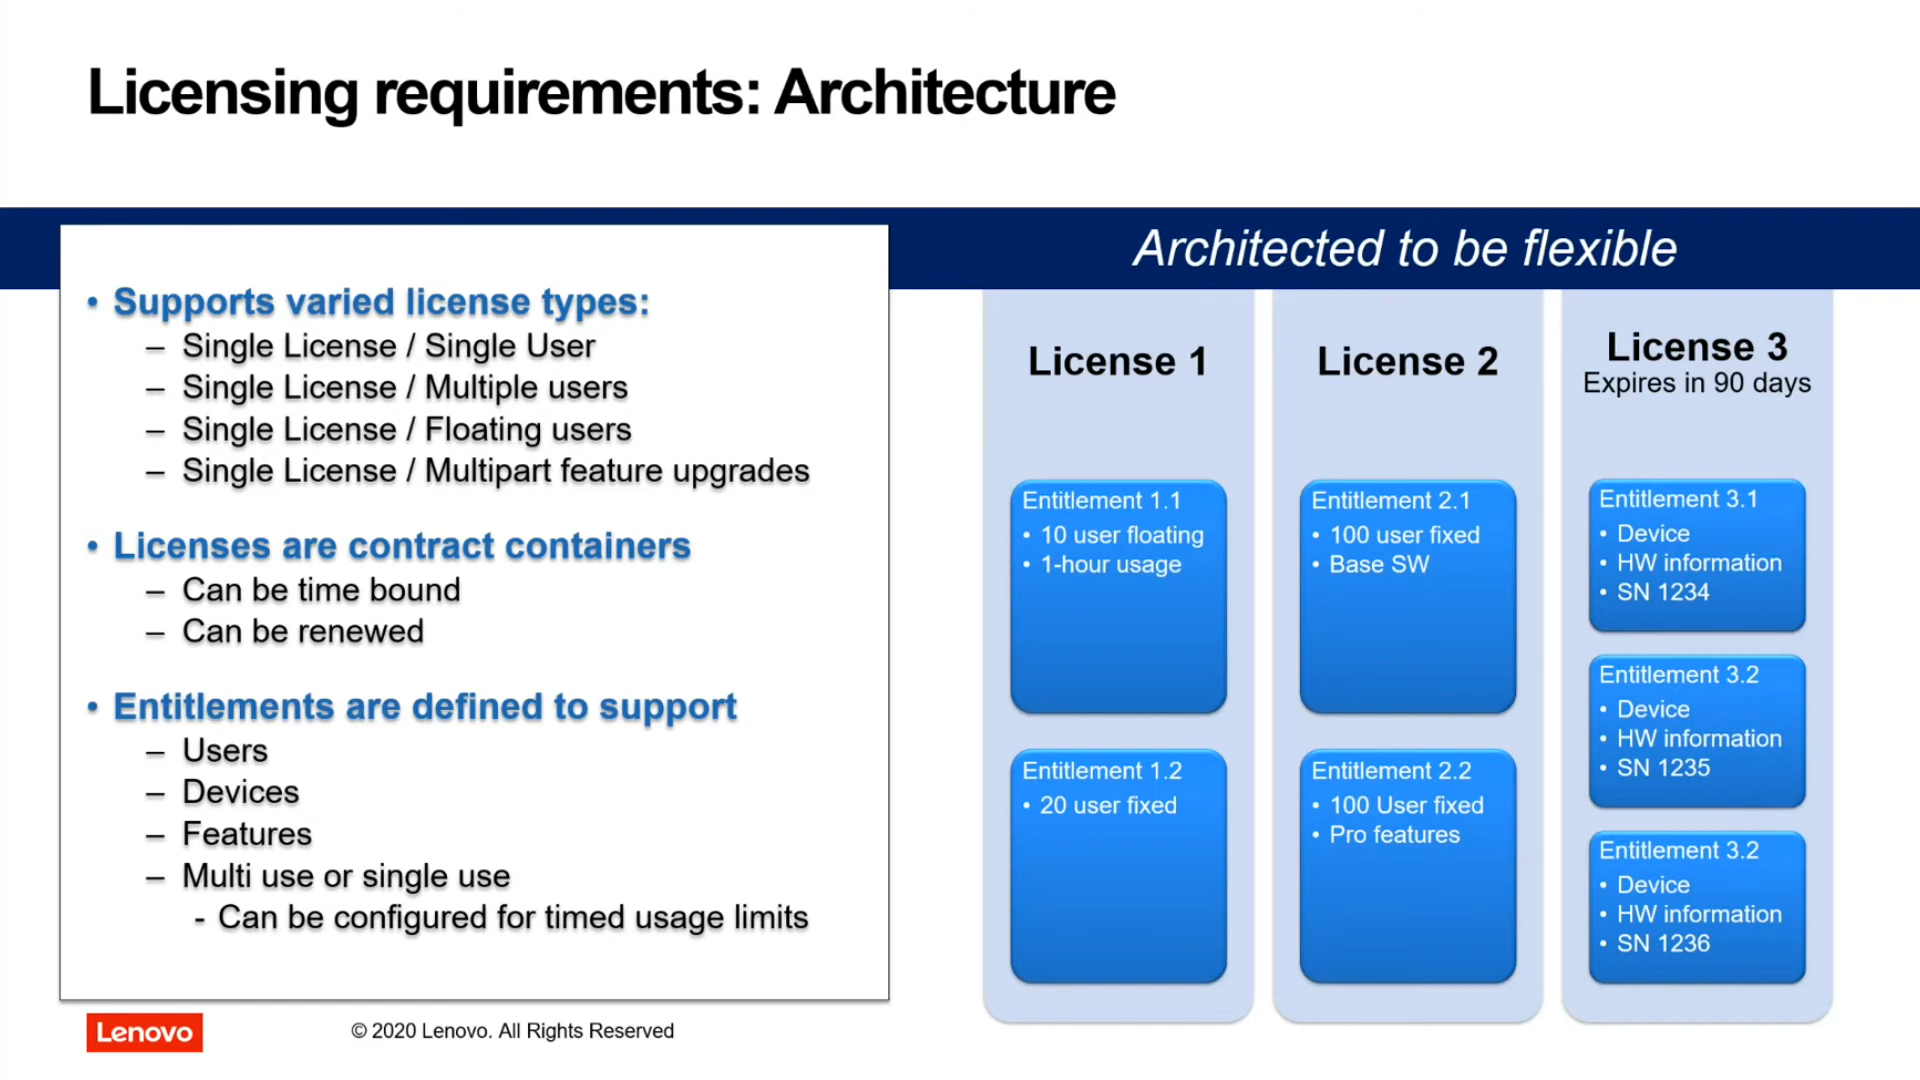 Licensing requirements: Architecture
Architected to be flexible
• Supports varied license types:
– Single License / Single User
– Single License / Multiple users
– Single License / Floating users
– Single License / Multipart feature upgrades
• Licenses are contract containers
– Can be time bound
– Can be renewed
• Entitlements are defined to support
– Users
– Devices
– Features
– Multi use or single use
- Can be configured for timed usage limits
License 1
Entitlement 1.1
• 10 user floating
• 1-hour usage
Entitlement 1.2
• 20 user fixed
License 2
Entitlement 2.1
• 100 user fixed
• Base SW
Entitlement 2.2
• 100 User fixed
• Pro features
License 3
Expires in 90 days
Entitlement 3.1
• Device
• HW information
• SN 1234
Entitlement 3.2
• Device
• HW information
• SN 1235
Entitlement 3.2
• Device
• HW information
• SN 1236
Lenovo
© 2020 Lenovo. All Rights Reserved